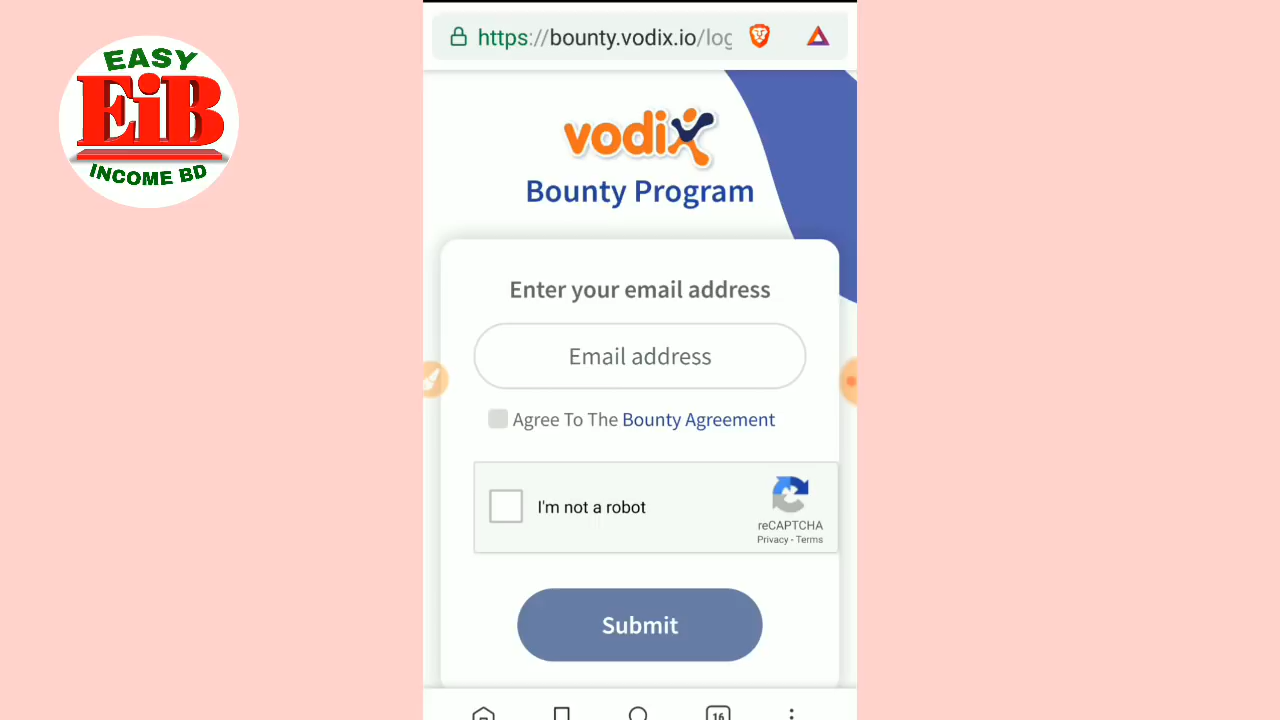 EASY
EiB
INCOME BD
https://bounty.vodix.io/log
vodix
Bounty Program
Enter your email address
Email address
Agree To The Bounty Agreement
I'm not a robot
reCAPTCHA
Privacy - Terms
Submit
16